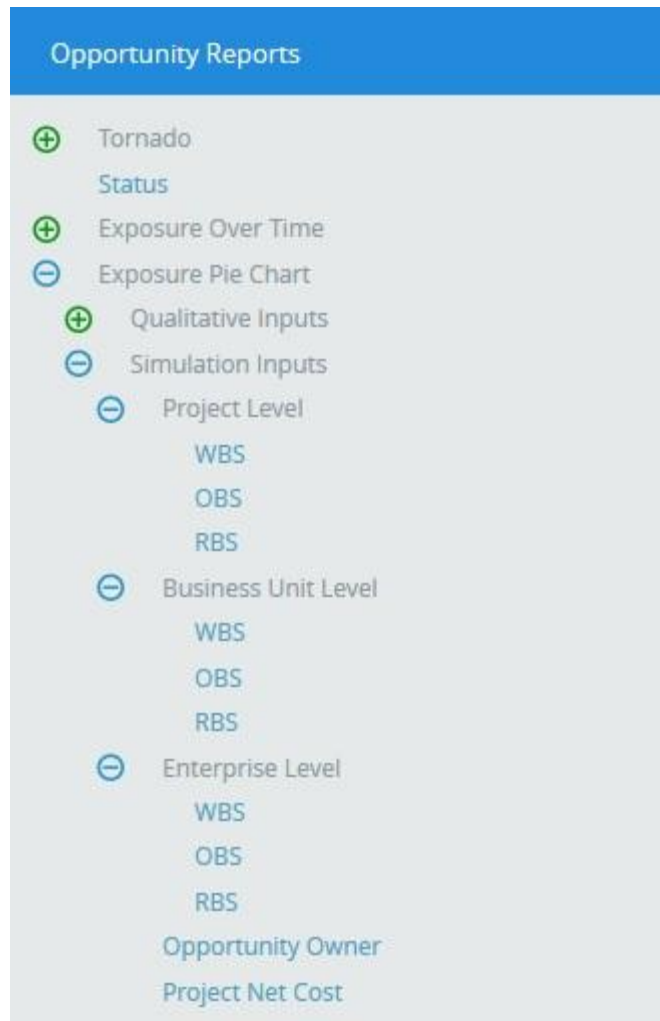 Opportunity Reports
Tornado
Status
Exposure Over Time
Exposure Pie Chart
Qualitative Inputs
Simulation Inputs
Project Level
WBS
OBS
RBS
Business Unit Level
WBS
OBS
RBS
Enterprise Level
WBS
OBS
RBS
Opportunity Owner
Project Net Cost